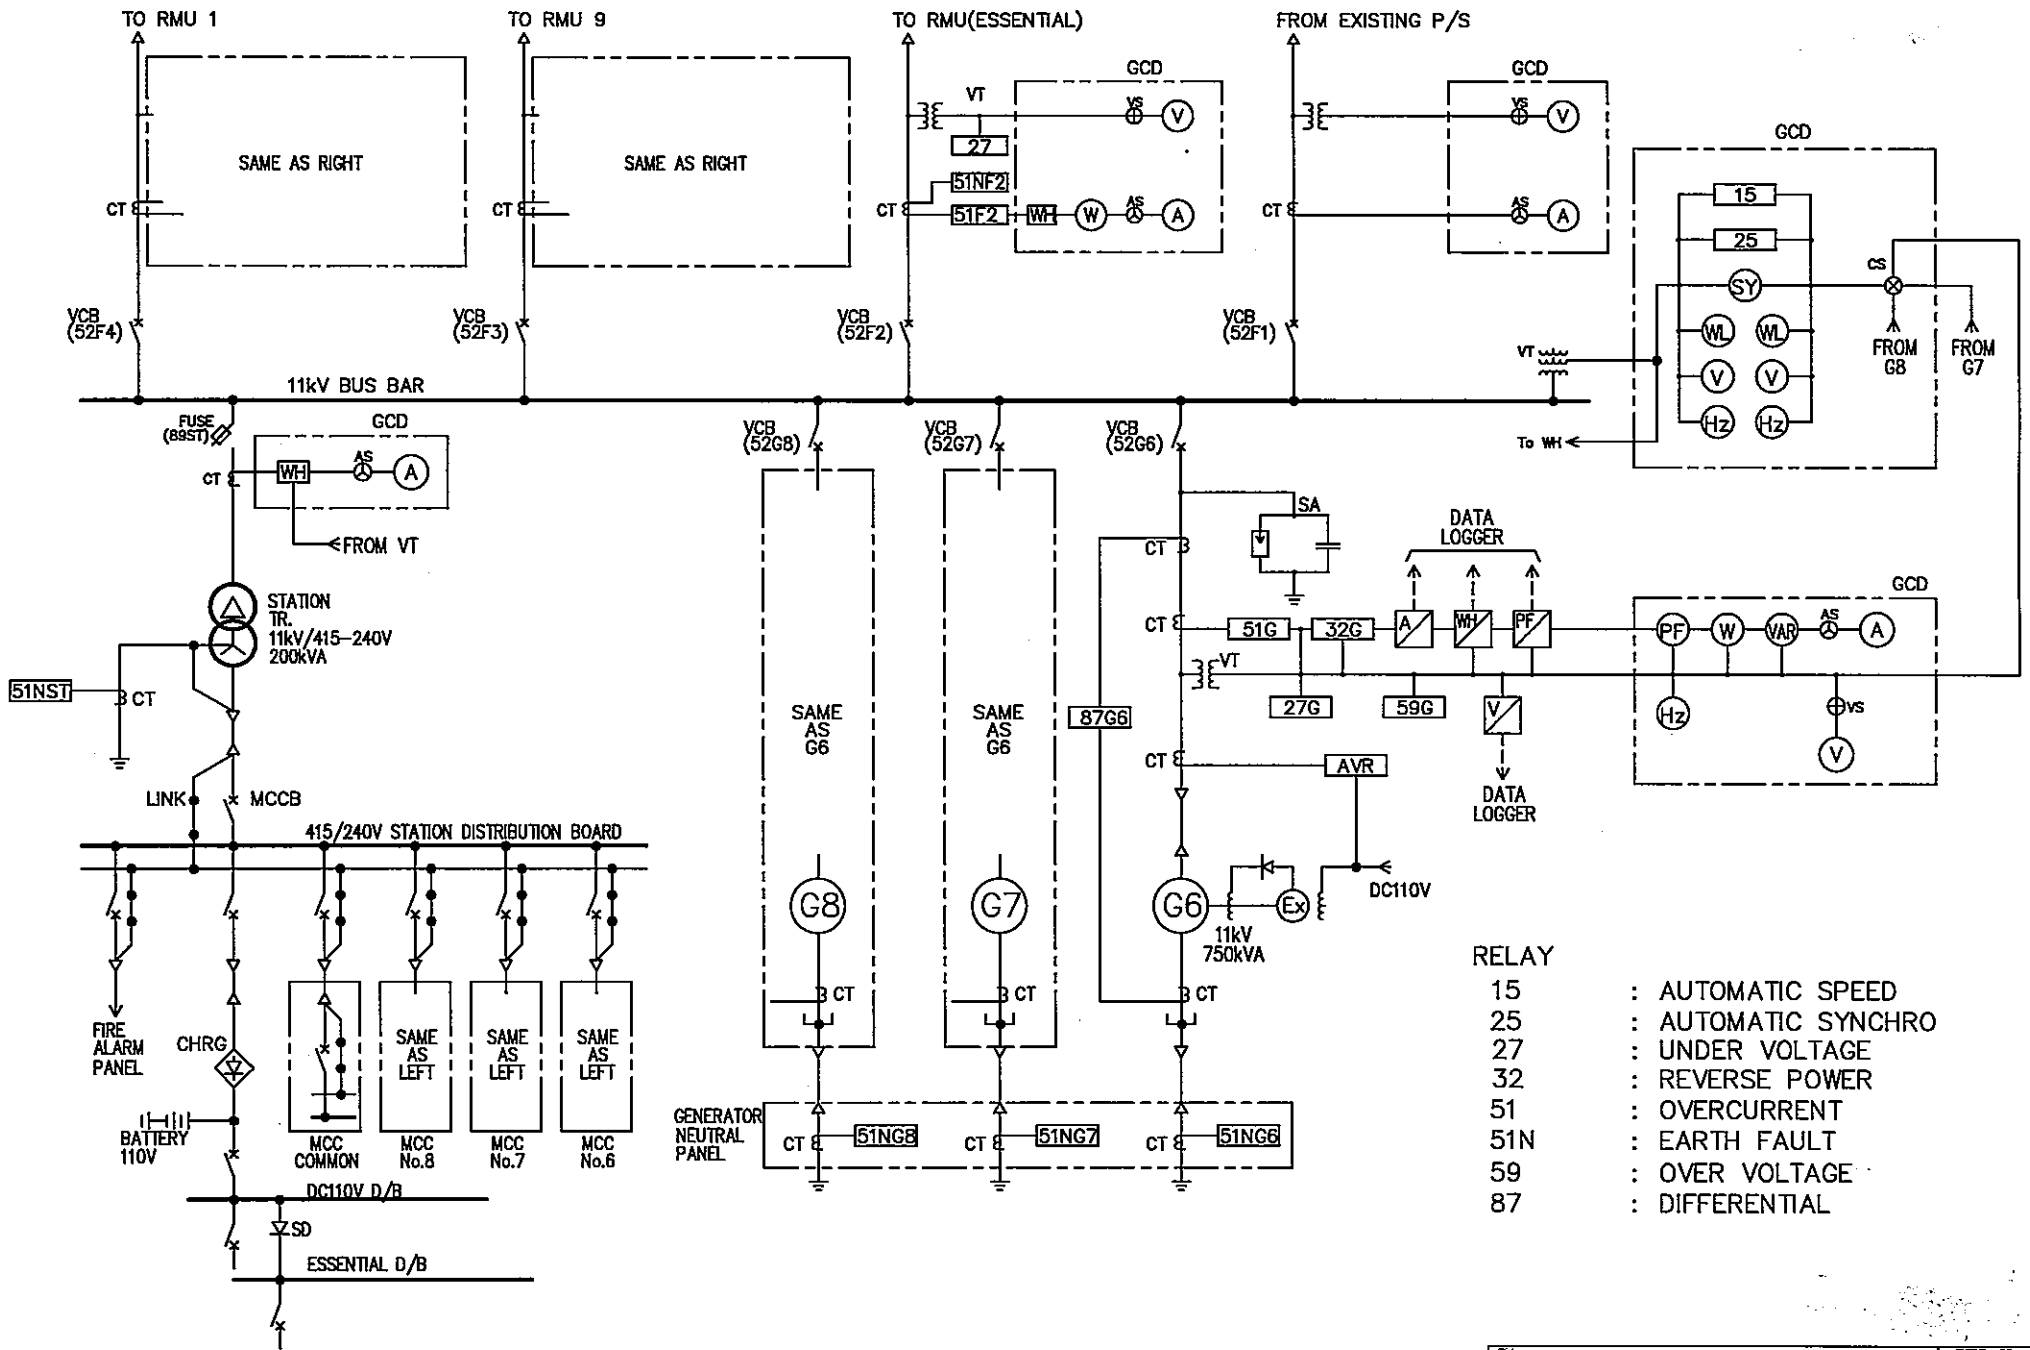 TO RMU 1
TO RMU 9
TO RMU(ESSENTIAL)
FROM EXISTING P/S
SAME AS RIGHT
CT
VCB
(52F4)
SAME AS RIGHT
CT
VCB
(52F3)
VT
27
51NF2
51F2
CT
GCD
VS
V
WH
W
AS
A
VCB
(52F2)
GCD
VS
V
CT
AS
A
VCB
(52F1)
GCD
15
25
SY
WL
WL
V
V
Hz
Hz
CS
FROM
G8
FROM
G7
VT
To WH
11kV BUS BAR
FUSE
(89ST)
GCD
CT
WH
AS
A
FROM VT
STATION
TR.
11kV/415-240V
200kVA
51NST
CT
LINK
MCCB
415/240V STATION DISTRIBUTION BOARD
FIRE
ALARM
PANEL
CHRG
BATTERY
110V
MCC
COMMON
SAME
AS
LEFT
MCC
No.8
SAME
AS
LEFT
MCC
No.7
SAME
AS
LEFT
MCC
No.6
DC110V D/B
SD
ESSENTIAL D/B
VCB
(52G8)
SAME
AS
G6
G8
CT
VCB
(52G7)
SAME
AS
G6
G7
CT
VCB
(52G6)
SA
CT
CT
51G
32G
A
WH
PF
DATA
LOGGER
VT
27G
59G
V
DATA
LOGGER
87G6
CT
AVR
DC110V
G6
Ex
11kV
750kVA
CT
GCD
PF
W
VAR
AS
A
Hz
VS
V
GENERATOR
NEUTRAL
PANEL
CT
51NG8
CT
51NG7
CT
51NG6
RELAY
15 : AUTOMATIC SPEED
25 : AUTOMATIC SYNCHRO
27 : UNDER VOLTAGE
32 : REVERSE POWER
51 : OVERCURRENT
51N : EARTH FAULT
59 : OVER VOLTAGE
87 : DIFFERENTIAL